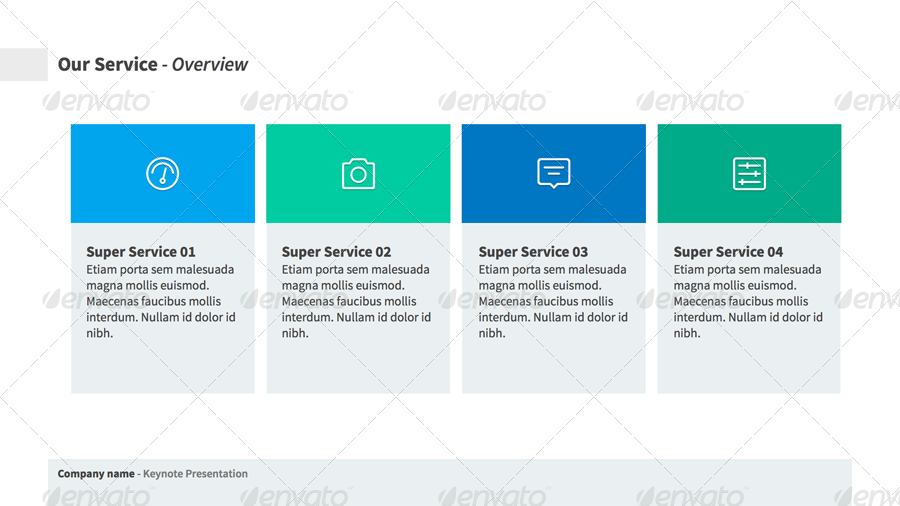 Our Service - Overview
envato envato envato envato envato
Super Service 01
Etiam porta sem malesuada
magna mollis euismod.
Maecenas faucibus mollis
interdum. Nullam id dolor id
nibh.
Super Service 02
Etiam porta sem malesuada
magna mollis euismod.
Maecenas faucibus mollis
interdum. Nullam id dolor id
nibh.
Super Service 03
Etiam porta sem malesuada
magna mollis euismod.
Maecenas faucibus mollis
interdum. Nullam id dolor id
nibh.
Super Service 04
Etiam porta sem malesuada
magna mollis euismod.
Maecenas faucibus mollis
interdum. Nullam id dolor id
nibh.
envato envato envato envato envato
Company name - Keynote Presentation
envato envato envato envato envato